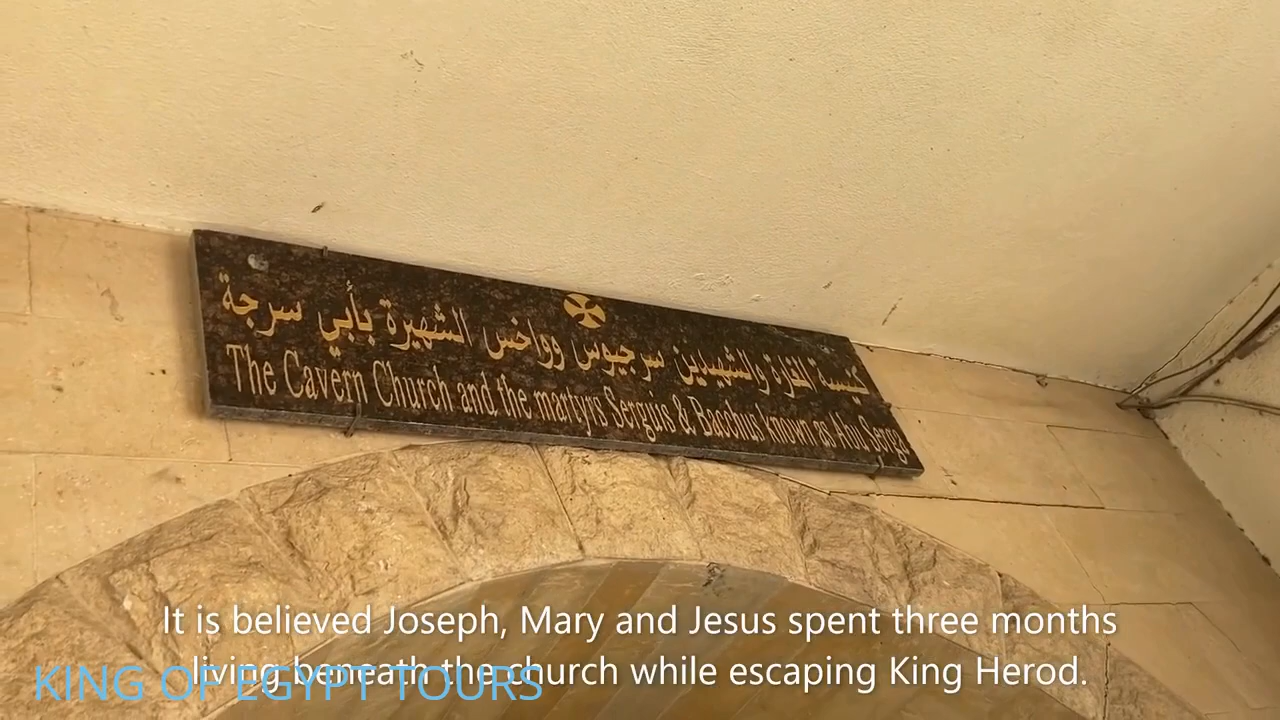 كنيسة المغارة والشهيدين سرجيوس وواخس الشهيرة بأبي سرجة
The Cavern Church and the martyrs Sergius & Bacchus known as Abu Serga
It is believed Joseph, Mary and Jesus spent three months
living beneath the church while escaping King Herod.
KING OF EGYPT TOURS